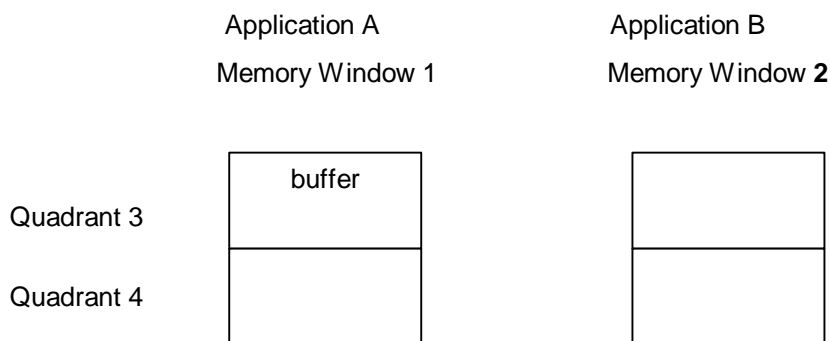 Application A Application B
Memory Window 1 Memory Window 2
buffer
Quadrant 3
Quadrant 4